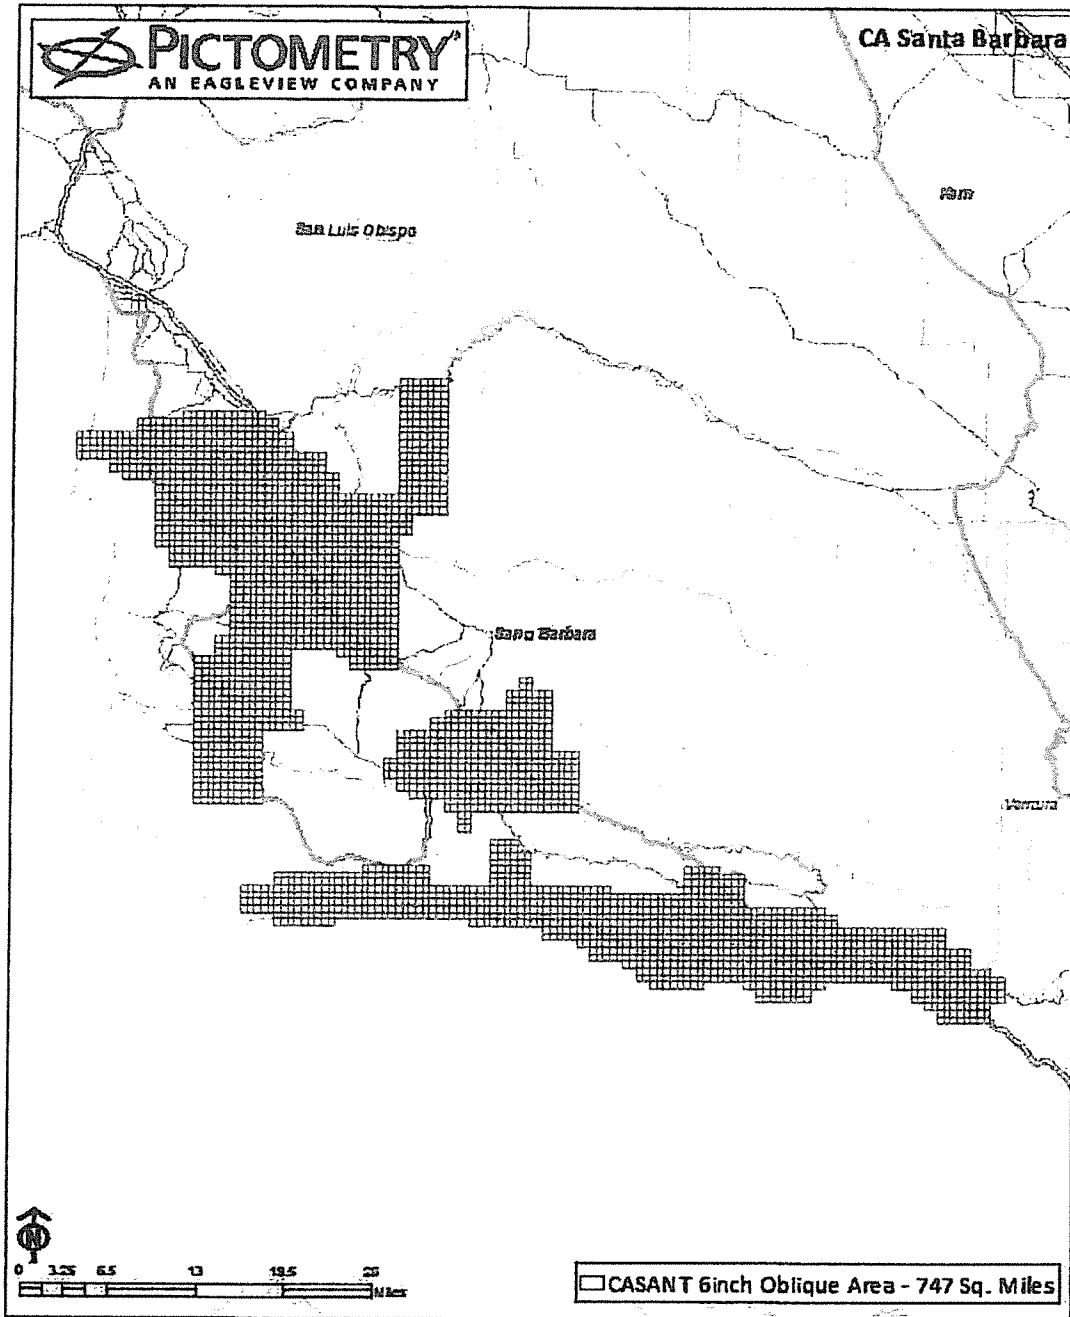 PICTOMETRY®
AN EAGLEVIEW COMPANY
CA Santa Barbara
Kern
San Luis Obispo
Santa Barbara
Ventura
N
0 3.25 6.5 13 19.5 26
Miles
CASANT 6inch Oblique Area - 747 Sq. Miles